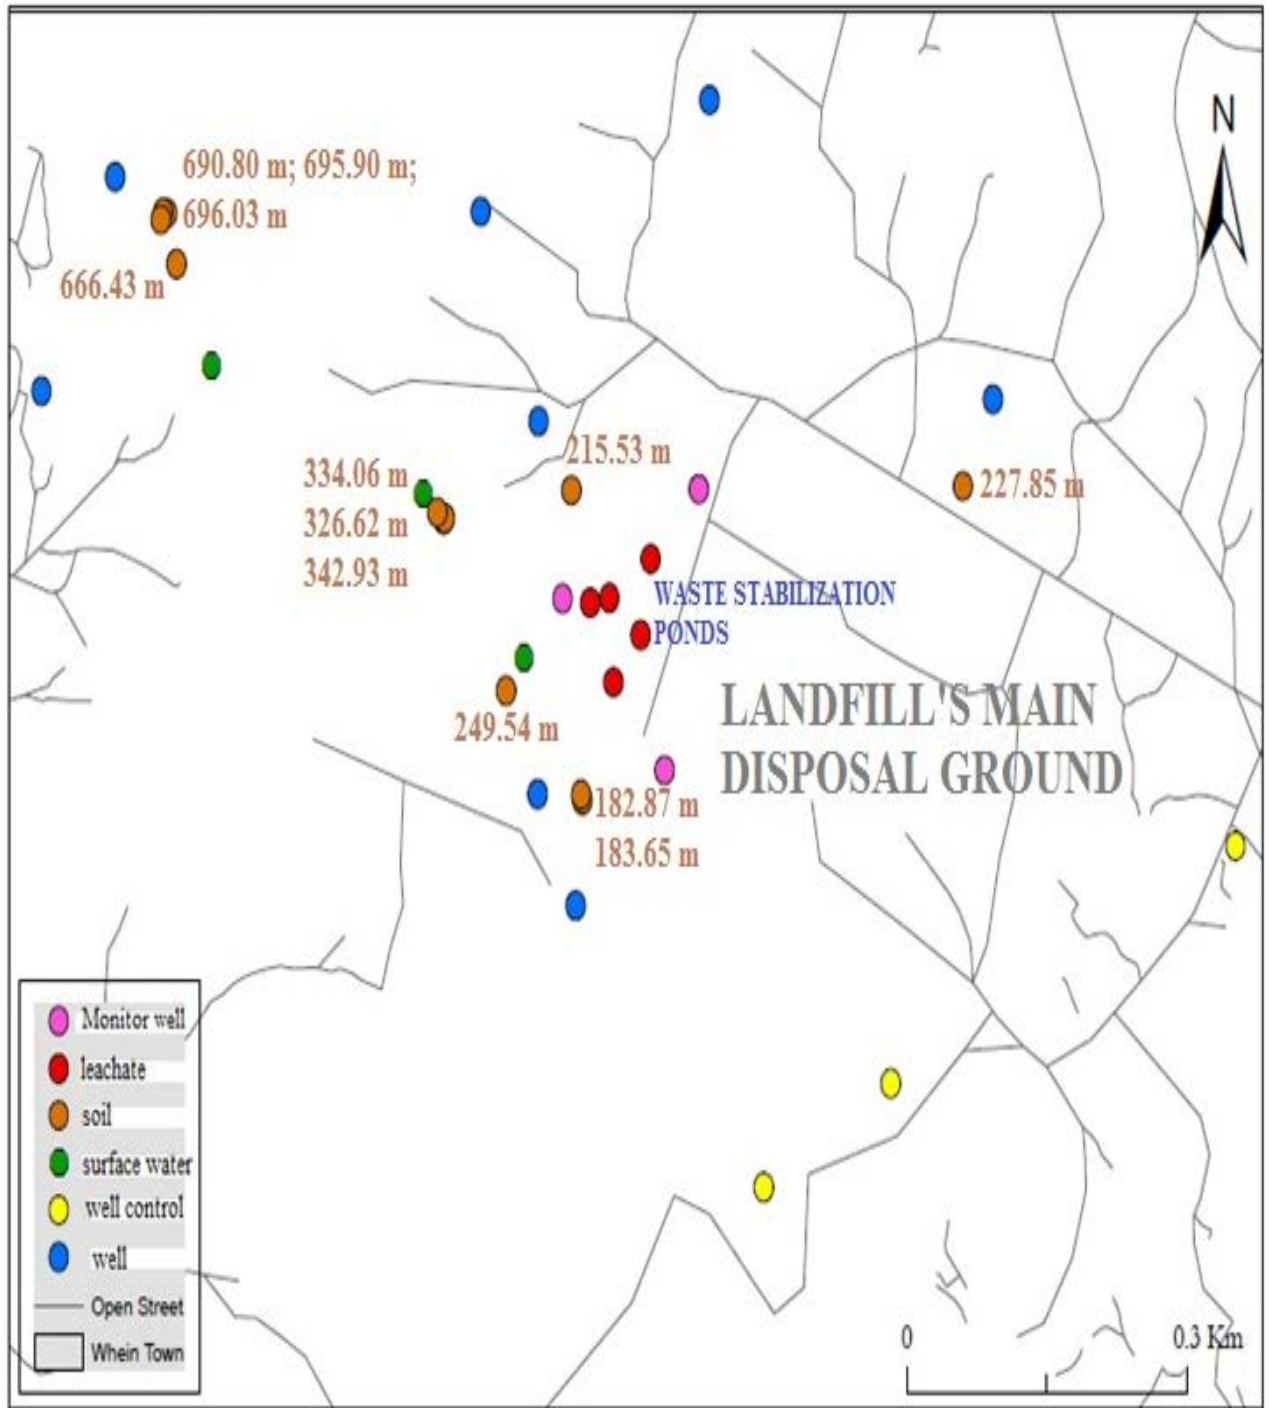 N
690.80 m; 695.90 m;
696.03 m
666.43 m
215.53 m
334.06 m
326.62 m
342.93 m
227.85 m
WASTE STABILIZATION
PONDS
LANDFILL'S MAIN
DISPOSAL GROUND
249.54 m
182.87 m
183.65 m
Monitor well
leachate
soil
surface water
well control
well
Open Street
Whein Town
0 0.3 Km